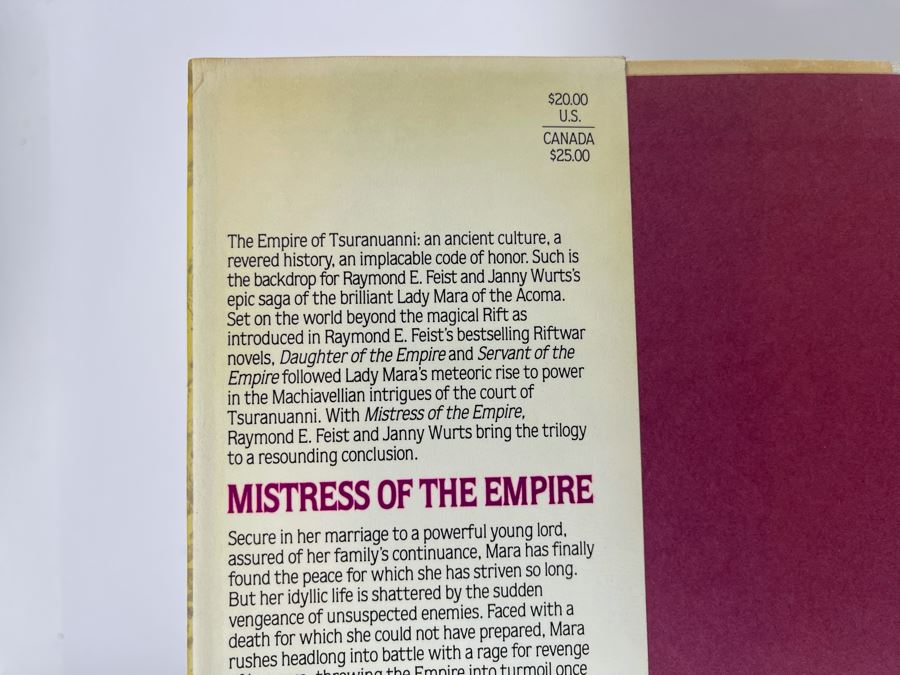 $20.00
U.S.
CANADA
$25.00
The Empire of Tsuranuanni: an ancient culture, a
revered history, an implacable code of honor. Such is
the backdrop for Raymond E. Feist and Janny Wurts's
epic saga of the brilliant Lady Mara of the Acoma.
Set on the world beyond the magical Rift as
introduced in Raymond E. Feist's bestselling Riftwar
novels, Daughter of the Empire and Servant of the
Empire followed Lady Mara's meteoric rise to power
in the Machiavellian intrigues of the court of
Tsuranuanni. With Mistress of the Empire,
Raymond E. Feist and Janny Wurts bring the trilogy
to a resounding conclusion.
MISTRESS OF THE EMPIRE
Secure in her marriage to a powerful young lord,
assured of her family's continuance, Mara has finally
found the peace for which she has striven so long.
But her idyllic life is shattered by the sudden
vengeance of unsuspected enemies. Faced with a
death for which she could not have prepared, Mara
rushes headlong into battle with a rage for revenge
throwing the Empire into turmoil once